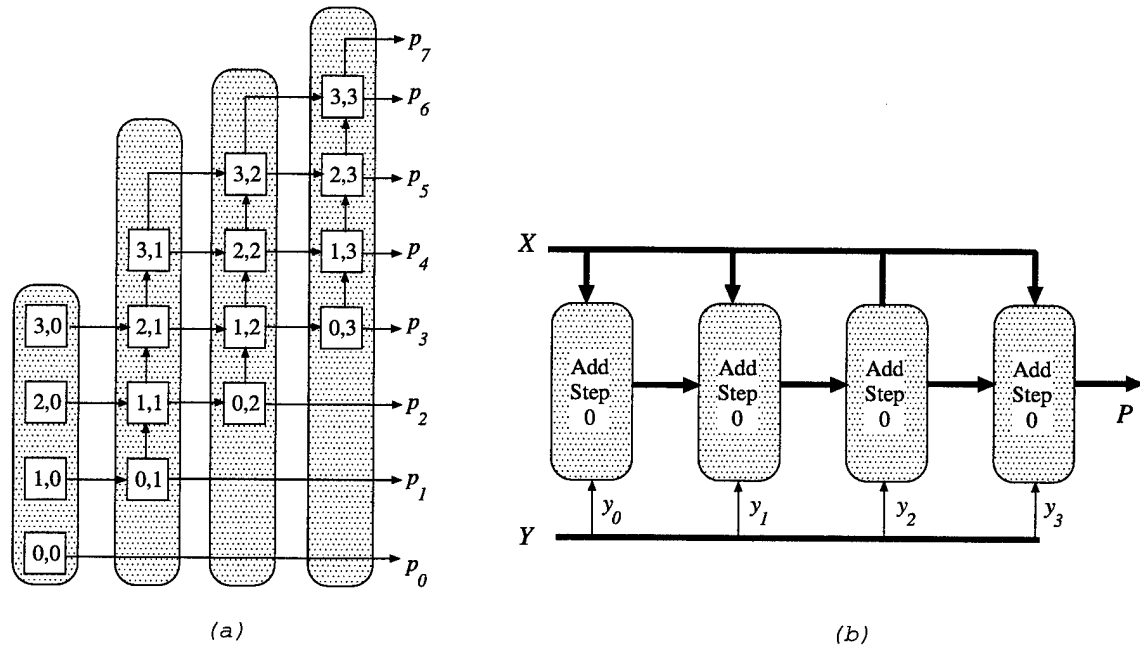 p7
3,3
p6
3,2
2,3
p5
3,1
2,2
1,3
p4
3,0
2,1
1,2
0,3
p3
2,0
1,1
0,2
p2
1,0
0,1
p1
0,0
p0
(a)
X
Add
Step
0
Add
Step
0
Add
Step
0
Add
Step
0
P
y0
y1
y2
y3
Y
(b)